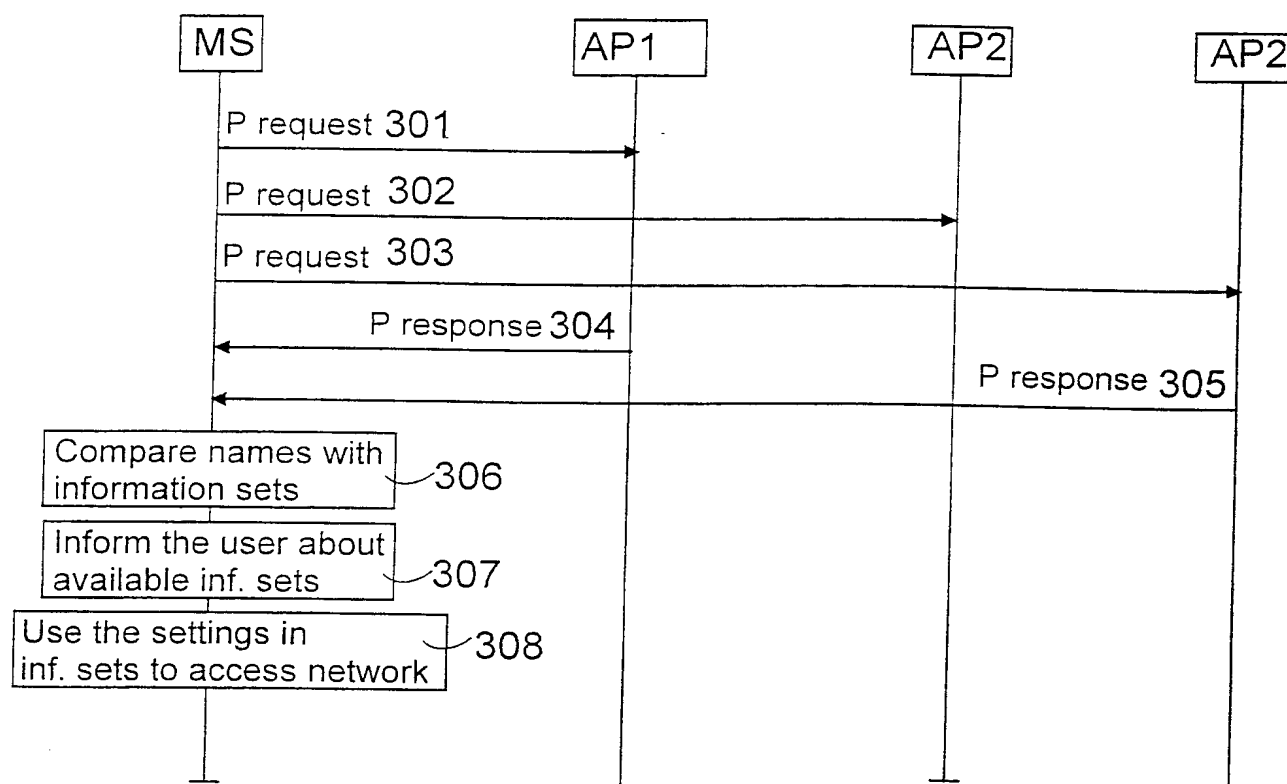 MS
AP1
AP2
AP2
P request 301
P request 302
P request 303
P response 304
P response 305
Compare names with
information sets
306
Inform the user about
available inf. sets
307
Use the settings in
inf. sets to access network
308